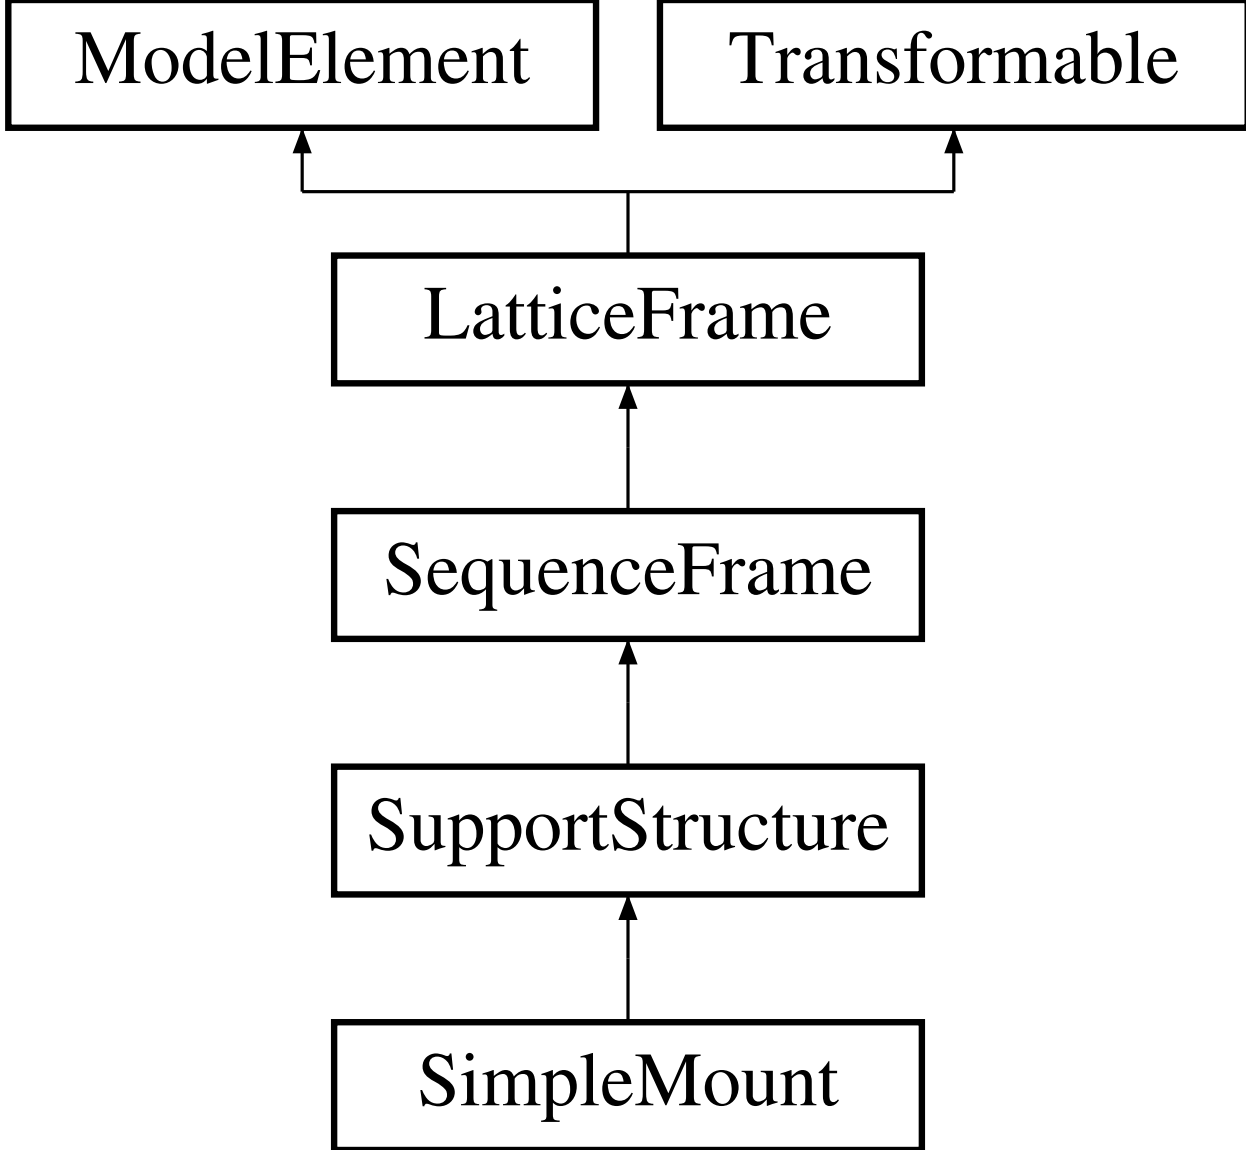 ModelElement
Transformable
LatticeFrame
SequenceFrame
SupportStructure
SimpleMount